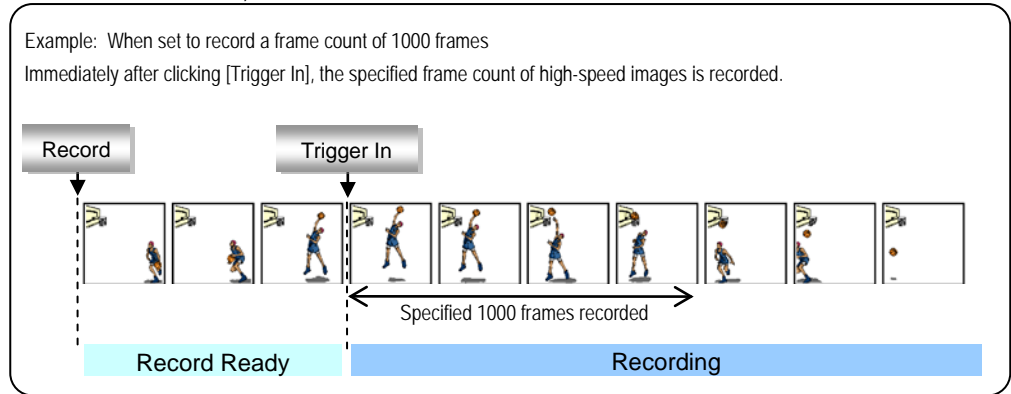 Example: When set to record a frame count of 1000 frames
Immediately after clicking [Trigger In], the specified frame count of high-speed images is recorded.
Record
Trigger In
Specified 1000 frames recorded
Record Ready
Recording